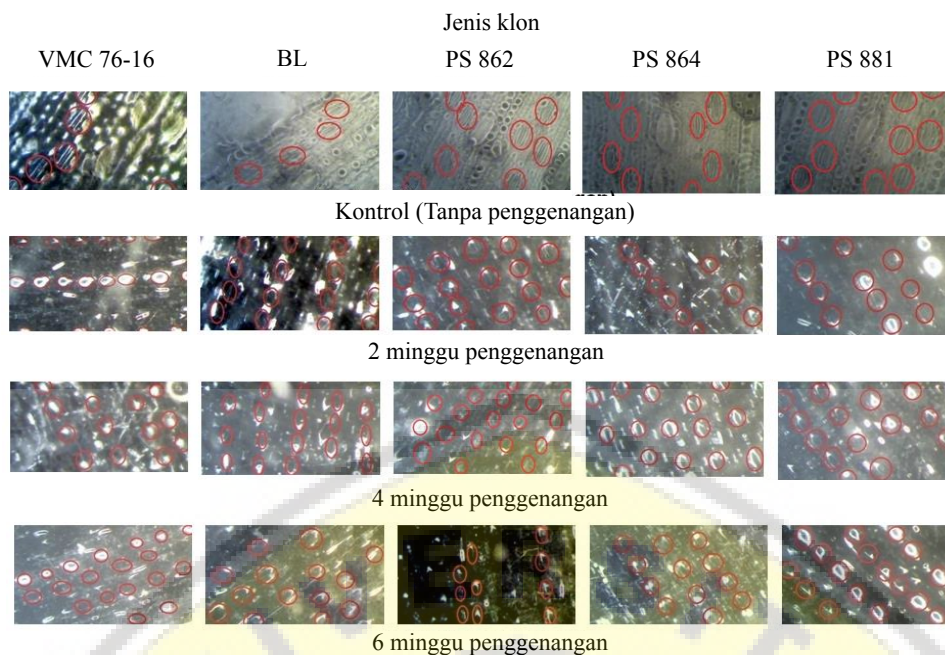 Jenis klon
VMC 76-16 BL PS 862 PS 864 PS 881
Kontrol (Tanpa penggenangan)
2 minggu penggenangan
4 minggu penggenangan
6 minggu penggenangan